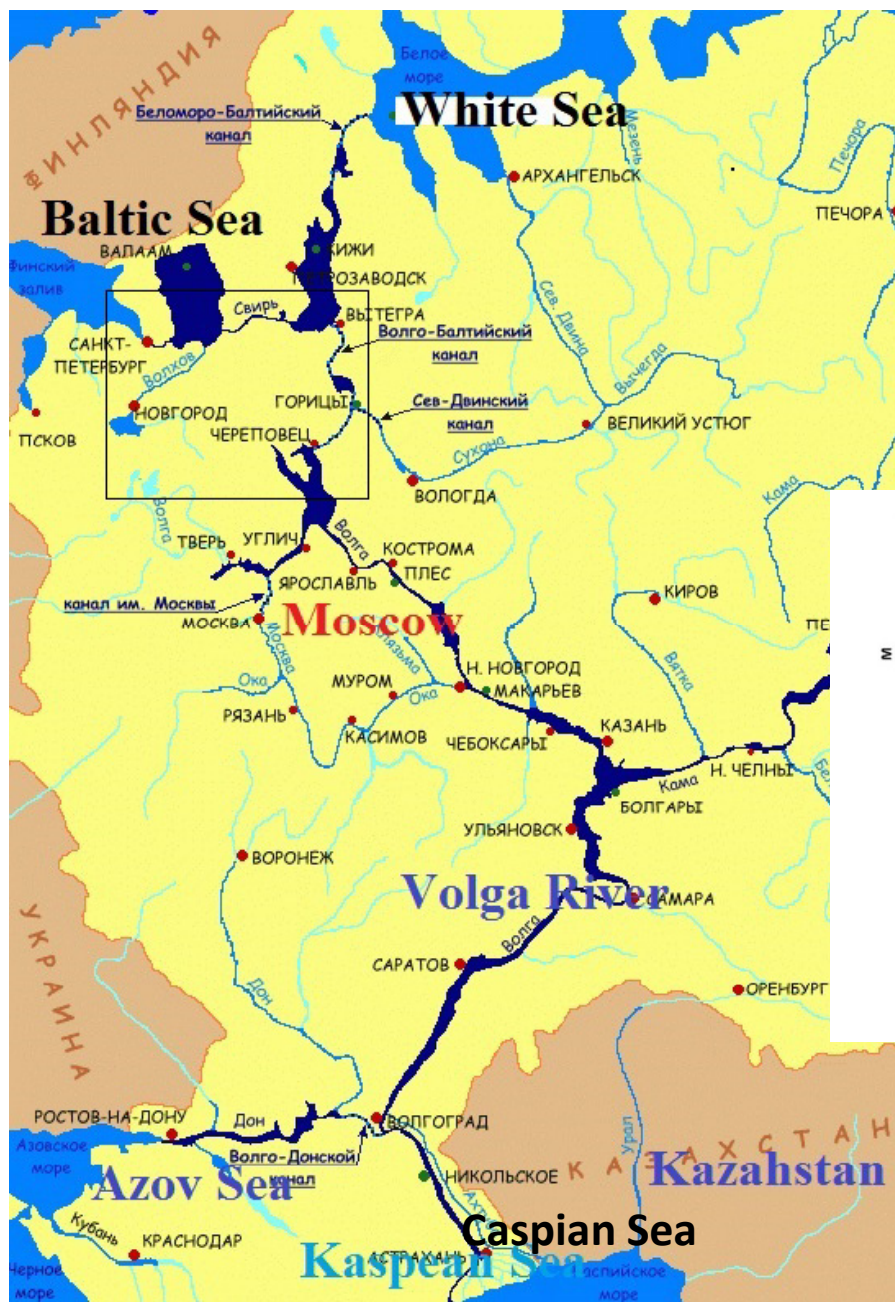 Белое
море
White Sea
Беломоро-Балтийский
канал
ФИНЛЯНДИЯ
Мезень
Печора
АРХАНГЕЛЬСК
ПЕЧОРА
Baltic Sea
ВАЛААМ
КИЖИ
Финский
залив
ПЕТРОЗАВОДСК
Свирь
ВЫТЕГРА
Сев. Двина
Волго-Балтийский
канал
САНКТ-
ПЕТЕРБУРГ
Волхов
Вычегда
НОВГОРОД
ГОРИЦЫ
Сев-Двинский
канал
ПСКОВ
ЧЕРЕПОВЕЦ
ВЕЛИКИЙ УСТЮГ
Сухона
ВОЛОГДА
Кама
Волга
ТВЕРЬ
УГЛИЧ
Волга
КОСТРОМА
ПЛЕС
ЯРОСЛАВЛЬ
КИРОВ
канал им. Москвы
МОСКВА
Moscow
ПЕ
м
Москва
Вятка
Н. НОВГОРОД
МАКАРЬЕВ
Ока
МУРОМ
Ока
РЯЗАНЬ
КАСИМОВ
ЧЕБОКСАРЫ
КАЗАНЬ
Н. ЧЕЛНЫ
Кама
Бел
БОЛГАРЫ
УЛЬЯНОВСК
ВОРОНЕЖ
Volga River
САМАРА
УКРАИНА
Волга
САРАТОВ
Дон
ОРЕНБУРГ
РОСТОВ-НА-ДОНУ
Дон
ВОЛГОГРАД
Урал
КАЗАХСТАН
Азовское
море
Волго-Донской
канал
Azov Sea
НИКОЛЬСКОЕ
Kazahstan
Кубань
КРАСНОДАР
Caspian Sea
АСТРАХАНЬ
Kaspean Sea
Черное
море
Каспийское
море